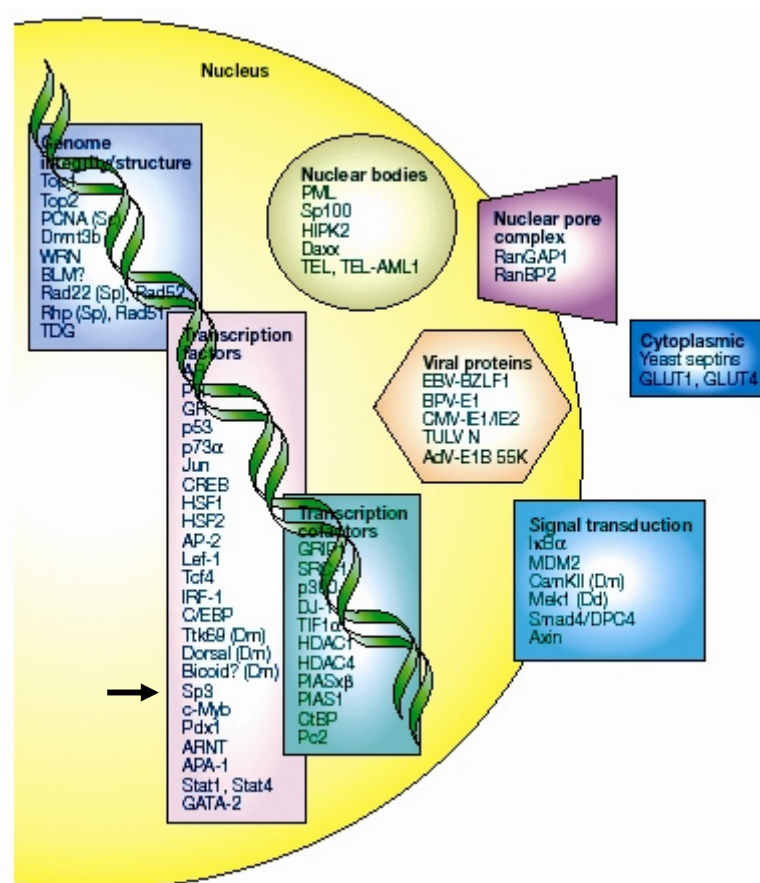 Nucleus
Genome
integrity/structure
Top1
Top2
PCNA (Sp)
Dnmt3b
WRN
BLM?
Rad22 (Sp), Rad52
Rhp (Sp), Rad51
TDG
Nuclear bodies
PML
Sp100
HIPK2
Daxx
TEL, TEL-AML1
Nuclear pore
complex
RanGAP1
RanBP2
Cytoplasmic
Yeast septins
GLUT1, GLUT4
Viral proteins
EBV-BZLF1
BPV-E1
CMV-IE1/IE2
TULV N
AdV-E1B 55K
Transcription
factors
p53
p73α
Jun
CREB
HSF1
HSF2
AP-2
Lef-1
Tcf4
IRF-1
C/EBP
Ttk69 (Dm)
Dorsal (Dm)
Bicoid? (Dm)
Sp3
c-Myb
Pdx1
ARNT
APA-1
Stat1, Stat4
GATA-2
Transcription
cofactors
p300
TIF1α
HDAC1
HDAC4
PIASxβ
PIAS1
CtBP
Pc2
Signal transduction
IκBα
MDM2
CamKII (Dm)
Mek1 (Dd)
Smad4/DPC4
Axin